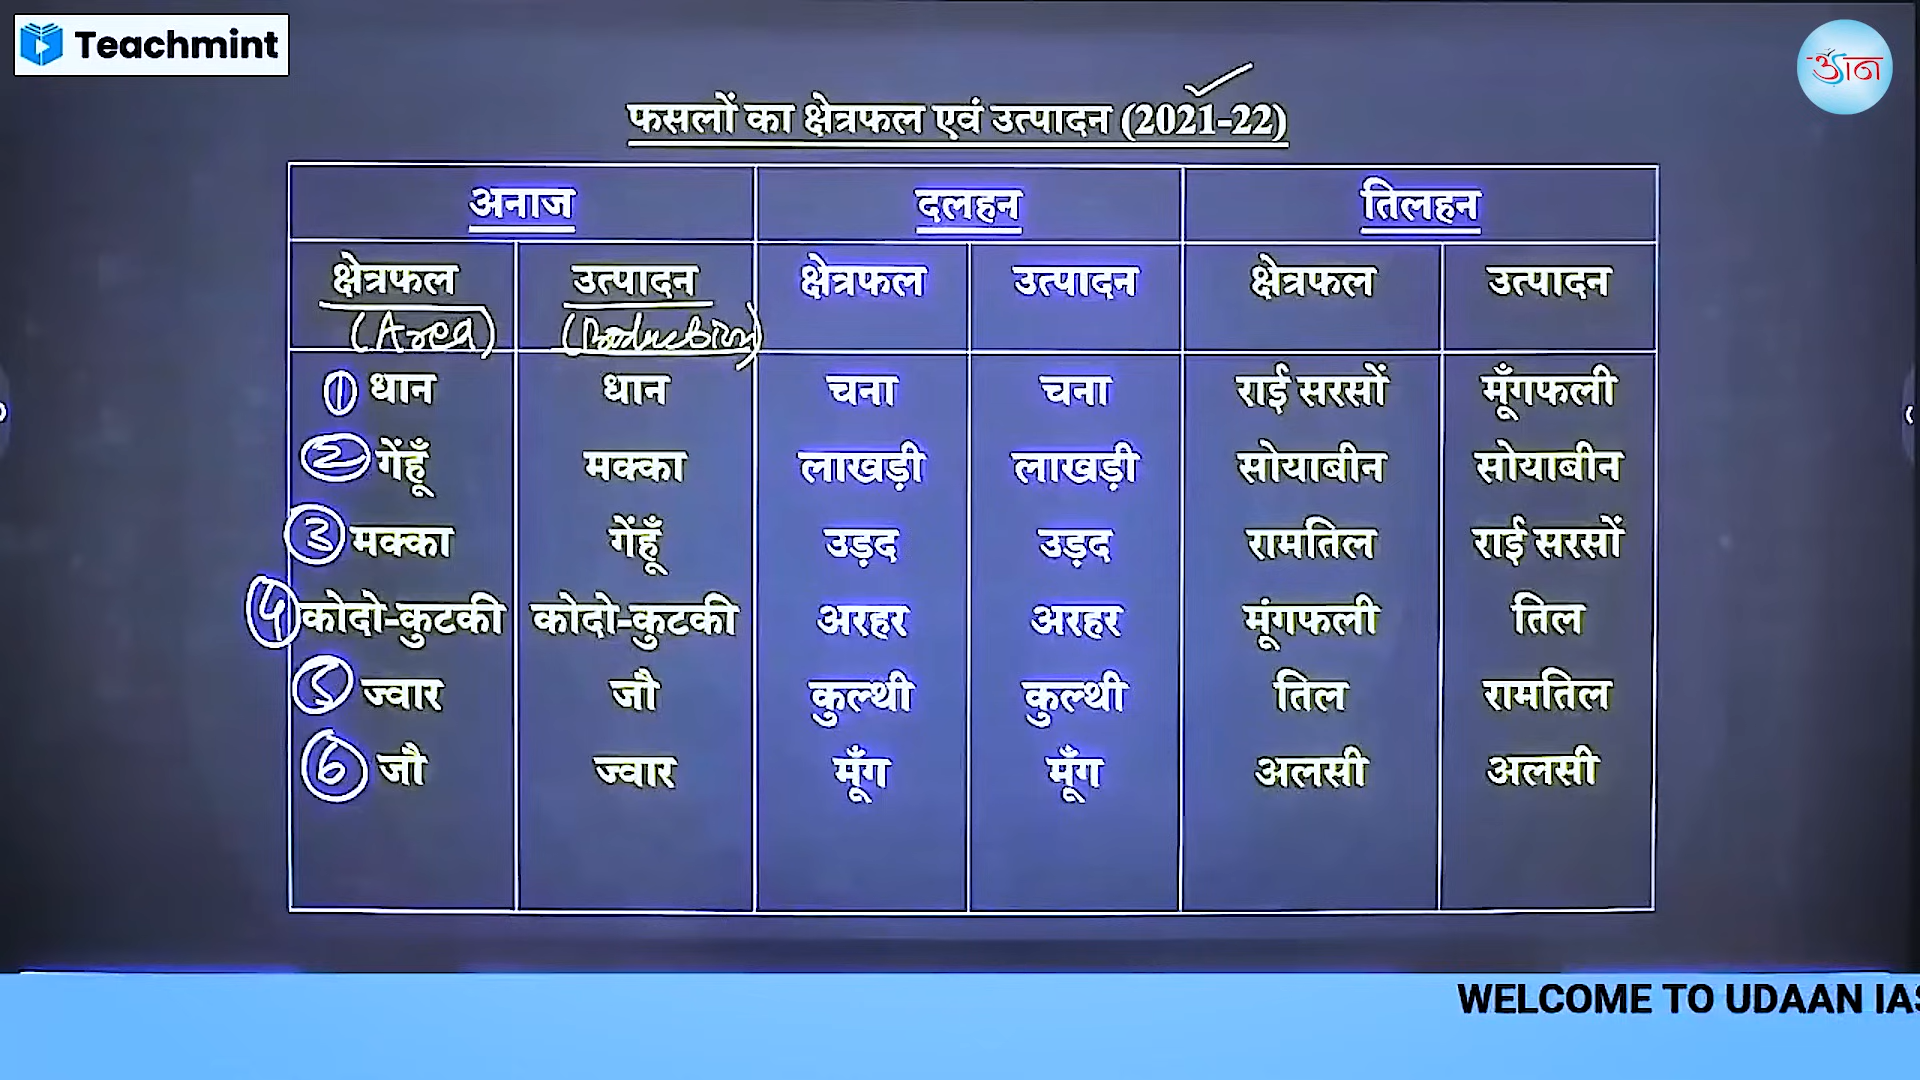 Teachmint
उड़ान
फसलों का क्षेत्रफल एवं उत्पादन (2021-22)
अनाज दलहन तिलहन
क्षेत्रफल उत्पादन क्षेत्रफल उत्पादन क्षेत्रफल उत्पादन
(Area) (Production)
1 धान धान चना चना राई सरसों मूँगफली
2 गेंहूँ मक्का लाखड़ी लाखड़ी सोयाबीन सोयाबीन
3 मक्का गेंहूँ उड़द उड़द रामतिल राई सरसों
4 कोदो-कुटकी कोदो-कुटकी अरहर अरहर मूंगफली तिल
5 ज्वार जौ कुल्थी कुल्थी तिल रामतिल
6 जौ ज्वार मूँग मूँग अलसी अलसी
WELCOME TO UDAAN IAS